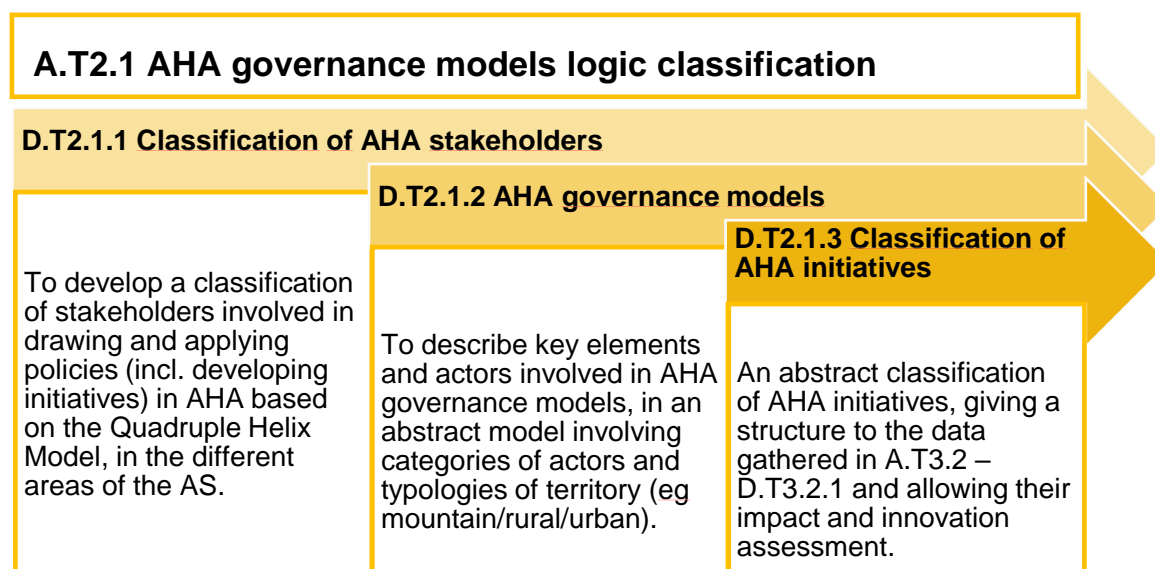 A.T2.1 AHA governance models logic classification
D.T2.1.1 Classification of AHA stakeholders
To develop a classification
of stakeholders involved in
drawing and applying
policies (incl. developing
initiatives) in AHA based
on the Quadruple Helix
Model, in the different
areas of the AS.
D.T2.1.2 AHA governance models
To describe key elements
and actors involved in AHA
governance models, in an
abstract model involving
categories of actors and
typologies of territory (eg
mountain/rural/urban).
D.T2.1.3 Classification of
AHA initiatives
An abstract classification
of AHA initiatives, giving a
structure to the data
gathered in A.T3.2 –
D.T3.2.1 and allowing their
impact and innovation
assessment.